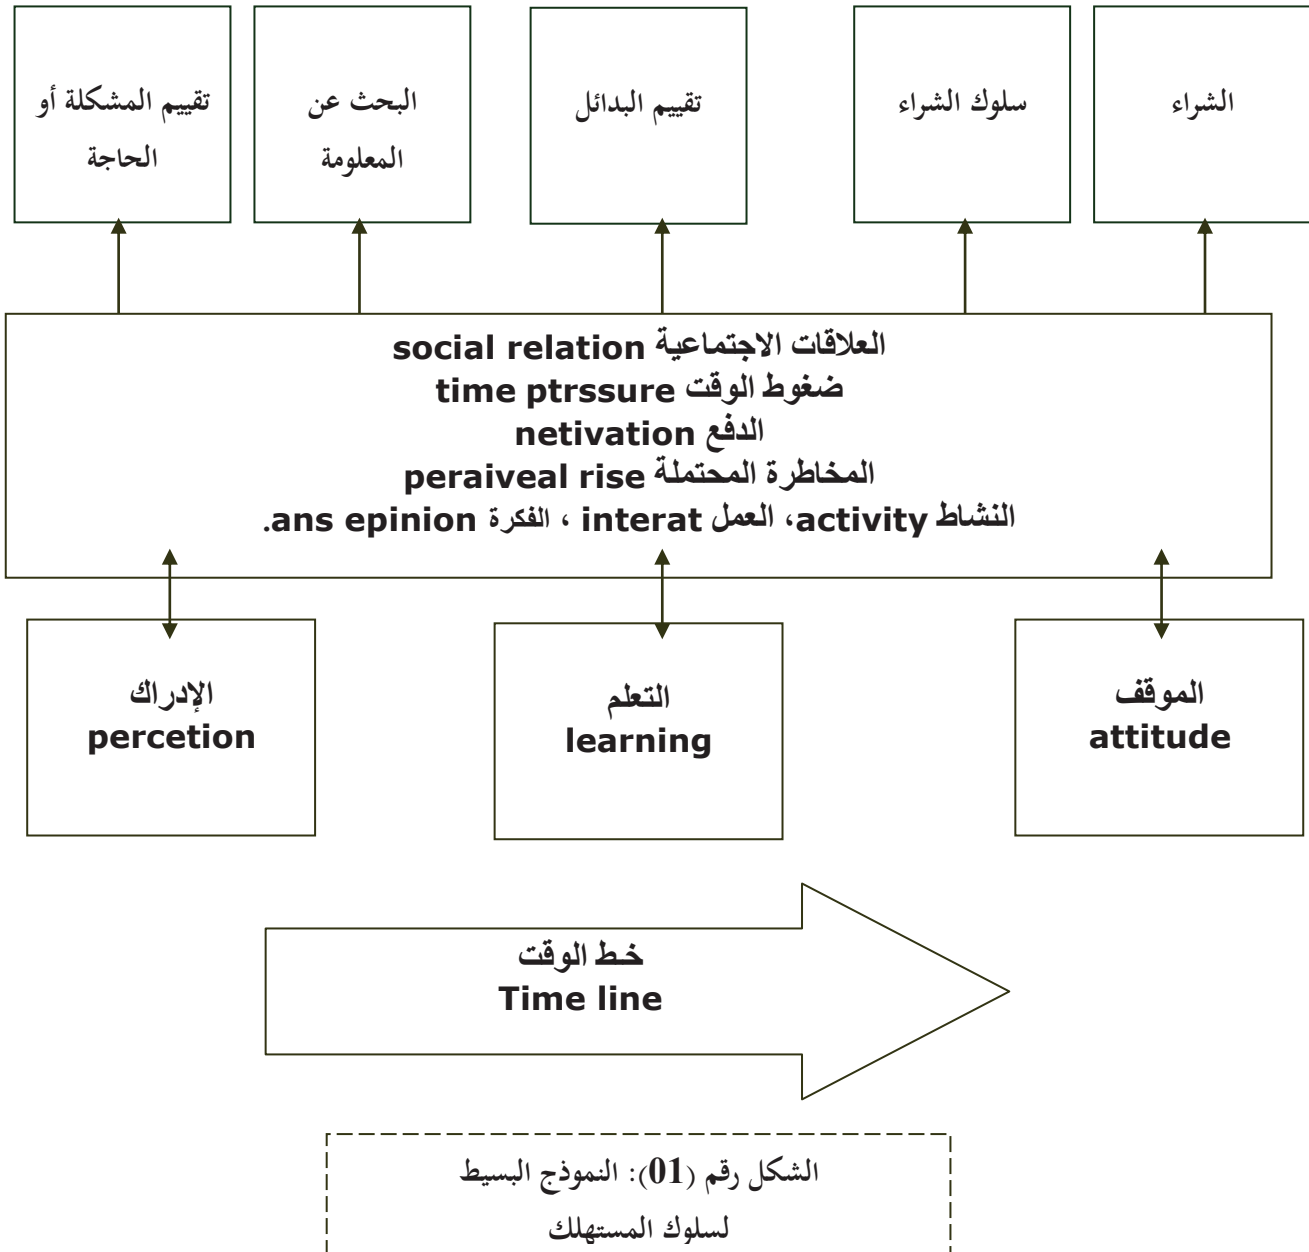 تقييم المشكلة أو
الحاجة
البحث عن
المعلومة
تقييم البدائل
سلوك الشراء
الشراء
العلاقات الاجتماعية social relation
ضغوط الوقت time ptrssure
الدفع netivation
المخاطرة المحتملة peraiveal rise
النشاط activity، العمل interat ، الفكرة ans epinion.
الإدراك
percetion
التعلم
learning
الموقف
attitude
خط الوقت
Time line
الشكل رقم (01): النموذج البسيط
لسلوك المستهلك